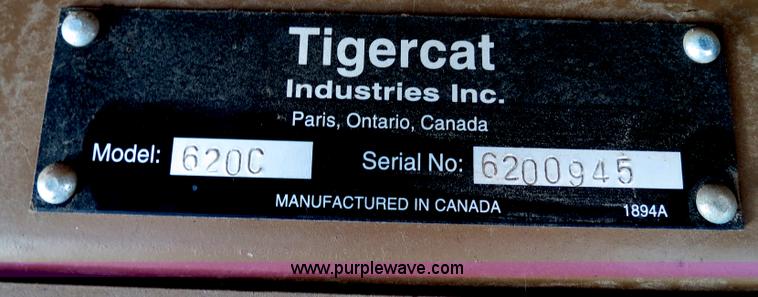 Tigercat
Industries Inc.
Paris, Ontario, Canada
Model: 620C Serial No: 6200945
MANUFACTURED IN CANADA 1894A
www.purplewave.com